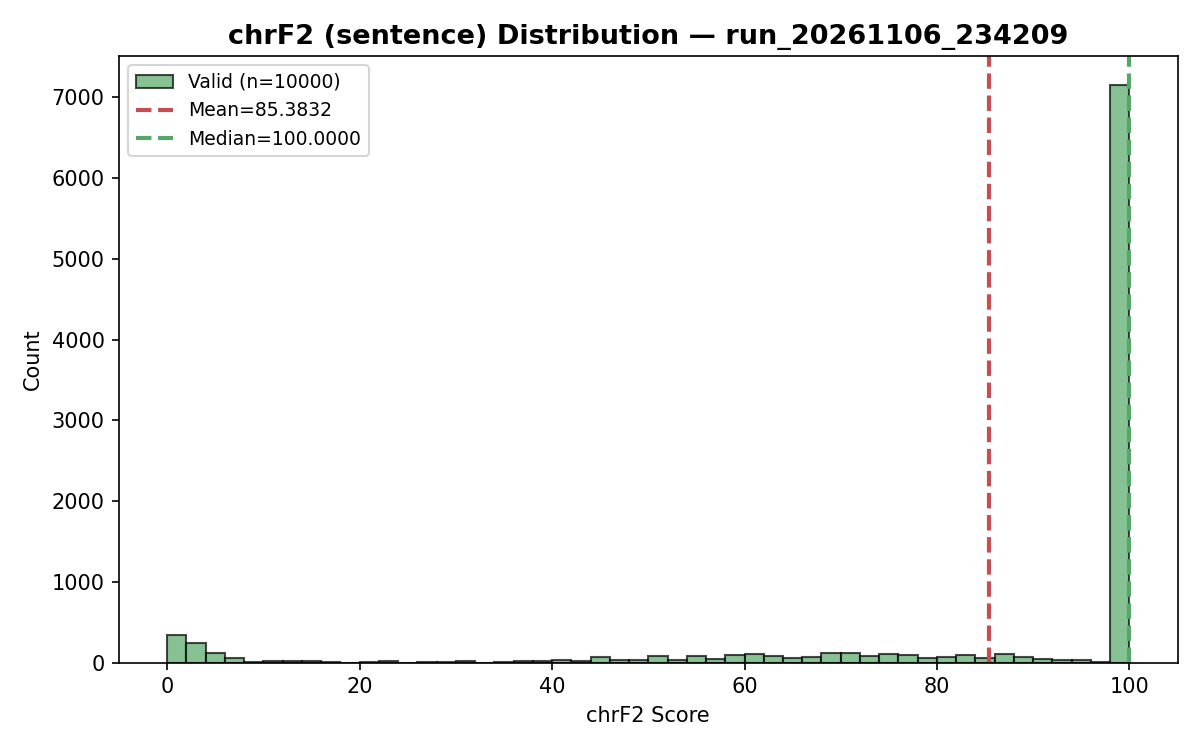 chrF2 (sentence) Distribution — run_20261106_234209
Valid (n=10000)
Mean=85.3832
Median=100.0000
Count
7000
6000
5000
4000
3000
2000
1000
0
0 20 40 60 80 100
chrF2 Score